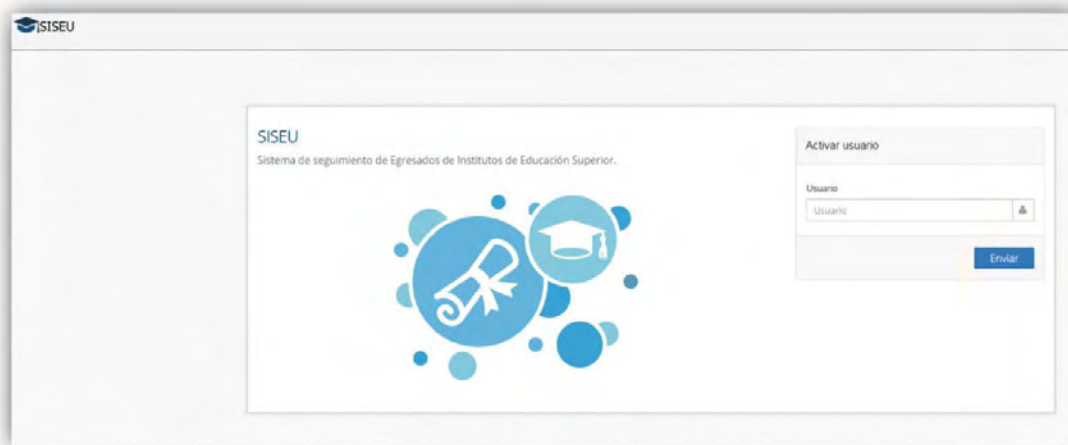 SISEU
SISEU
Sistema de seguimiento de Egresados de Institutos de Educación Superior.
Activar usuario
Usuario
Usuario
Enviar